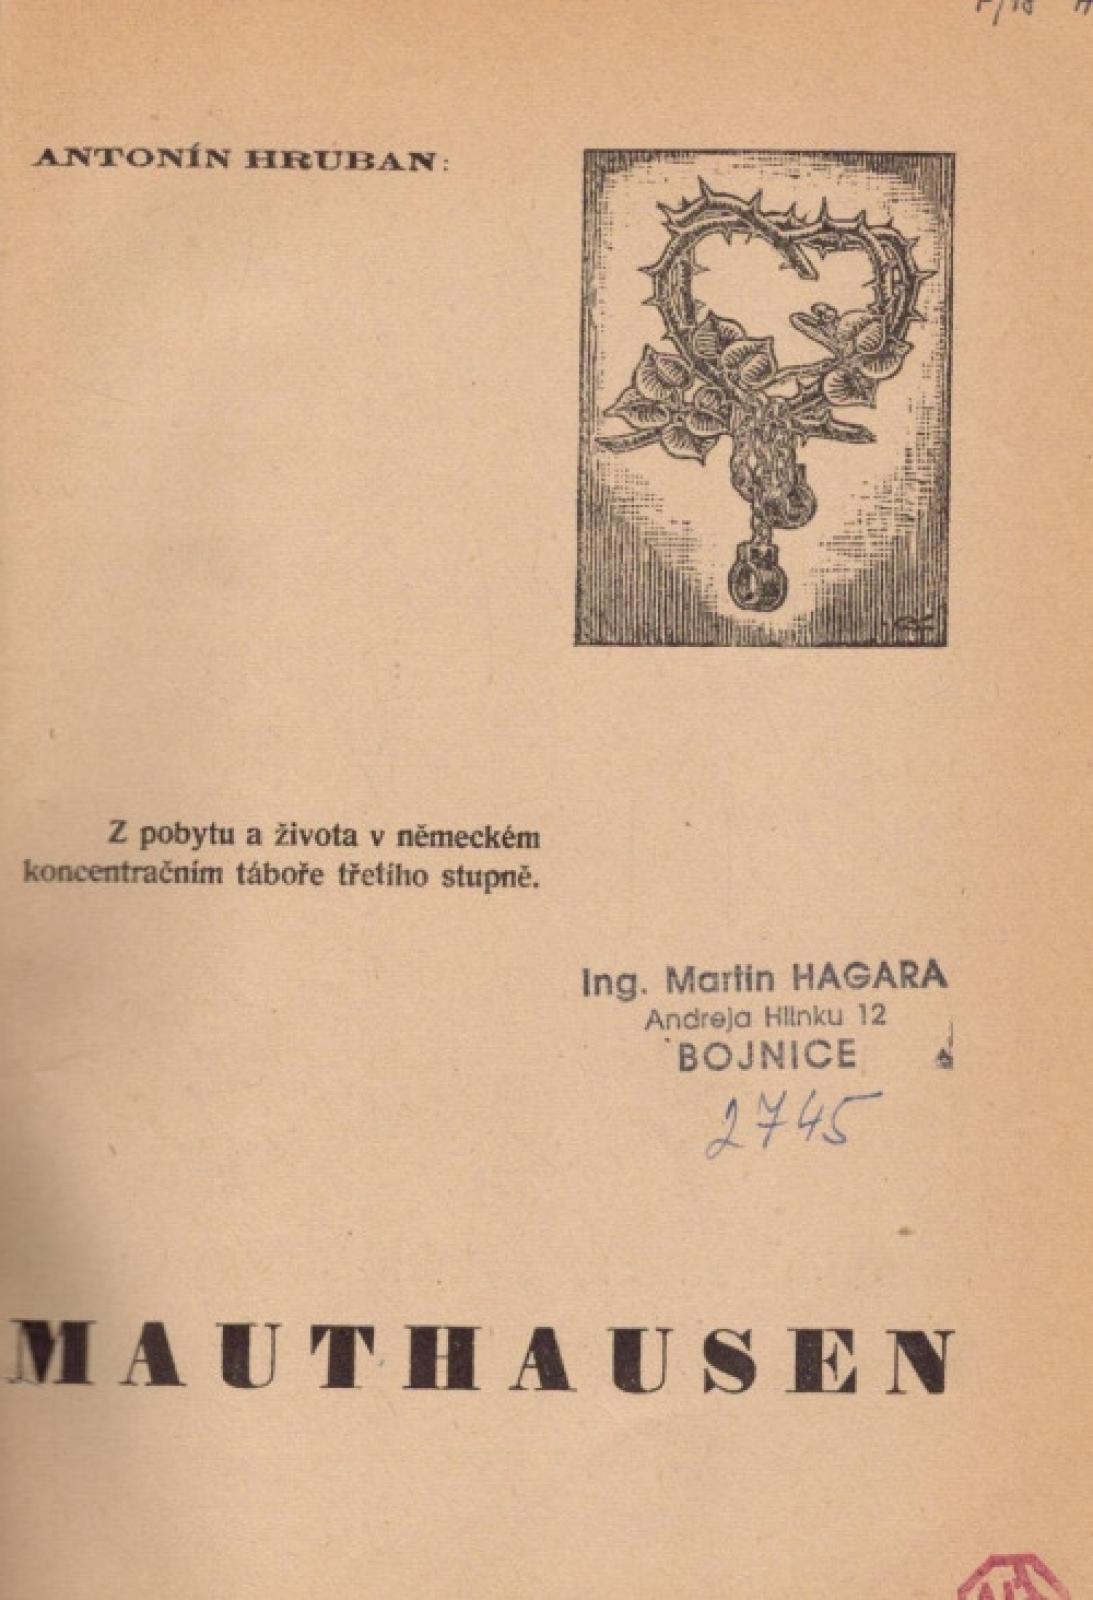 ANTONÍN HRUBAN:
Z pobytu a života v německém
koncentračním táboře třetího stupně.
Ing. Martin HAGARA
Andreja Hlinku 12
BOJNICE
2745
MAUTHAUSEN